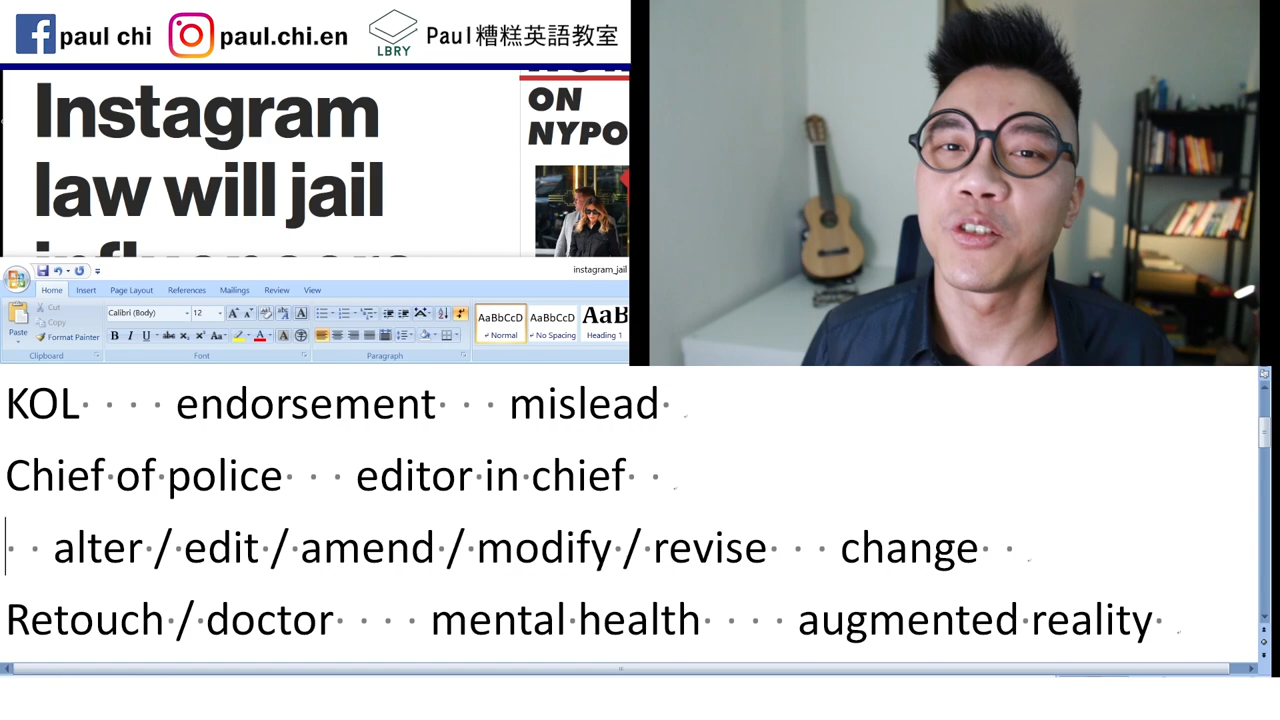 paul chi paul.chi.en LBRY Paul糟糕英語教室
Instagram
law will jail
influencers
ON
NYPO
instagram_jail
Home Insert Page Layout References Mailings Review View
Cut
Copy
Format Painter
Paste
Calibri (Body) 12
AaBbCcD AaBbCcD AaB
Normal No Spacing Heading 1
Clipboard Font Paragraph
KOL endorsement mislead
Chief of police editor in chief
alter / edit / amend / modify / revise change
Retouch / doctor mental health augmented reality